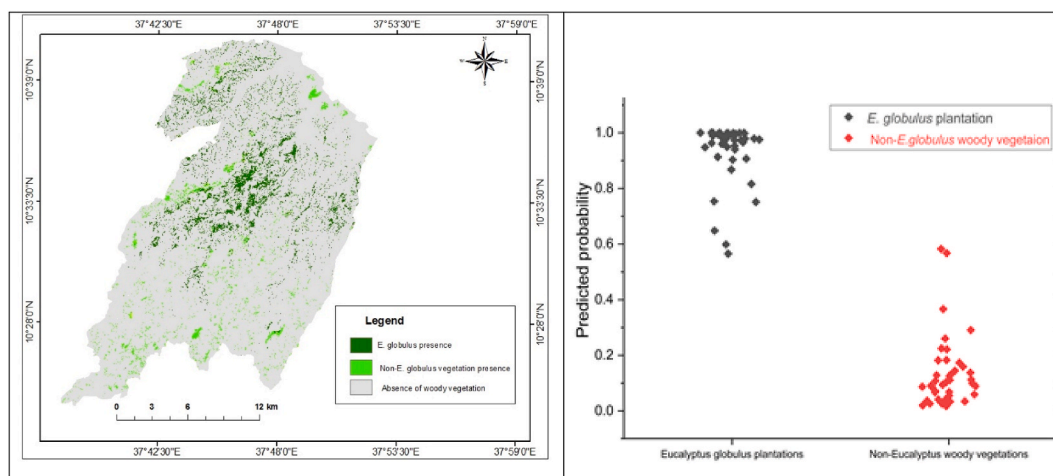 37°42'30"E 37°48'0"E 37°53'30"E 37°59'0"E
10°39'0"N
10°33'30"N
10°28'0"N
N
W E
S
10°39'0"N
10°33'30"N
10°28'0"N
Legend
E. globulus presence
Non-E. globulus vegetation presence
Absence of woody vegetation
0 3 6 12 km
37°42'30"E 37°48'0"E 37°53'30"E 37°59'0"E
E. globulus plantation
Non-E.globulus woody vegetaion
Predicted probability
1.0
0.8
0.6
0.4
0.2
0.0
Eucalyptus globulus plantations Non-Eucalyptus woody vegetations